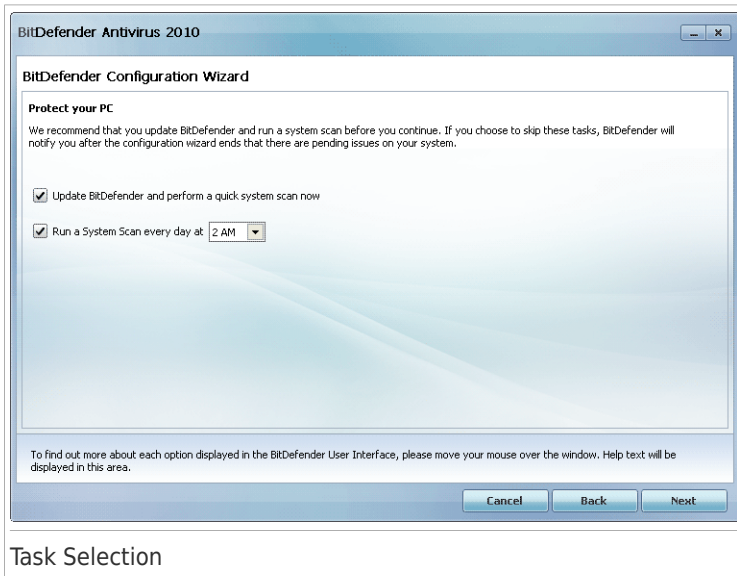 BitDefender Antivirus 2010
BitDefender Configuration Wizard
Protect your PC
We recommend that you update BitDefender and run a system scan before you continue. If you choose to skip these tasks, BitDefender will
notify you after the configuration wizard ends that there are pending issues on your system.
Update BitDefender and perform a quick system scan now
Run a System Scan every day at 2 AM
To find out more about each option displayed in the BitDefender User Interface, please move your mouse over the window. Help text will be
displayed in this area.
Cancel Back Next
Task Selection